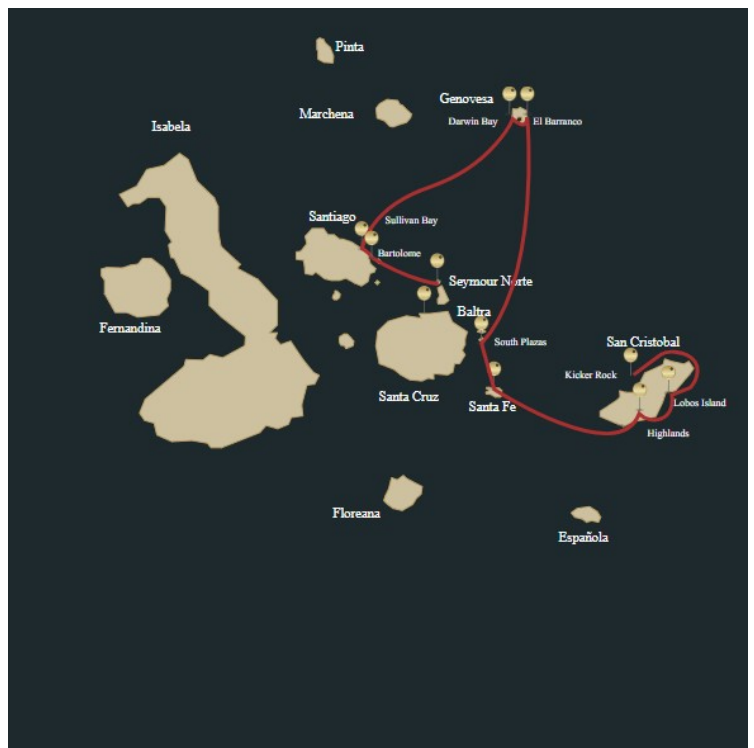 Pinta
Genovesa
Marchena
Darwin Bay
El Barranco
Isabela
Santiago
Sullivan Bay
Bartolome
Seymour Norte
Fernandina
Baltra
South Plazas
San Cristobal
Kicker Rock
Santa Cruz
Santa Fe
Lobos Island
Highlands
Floreana
Española